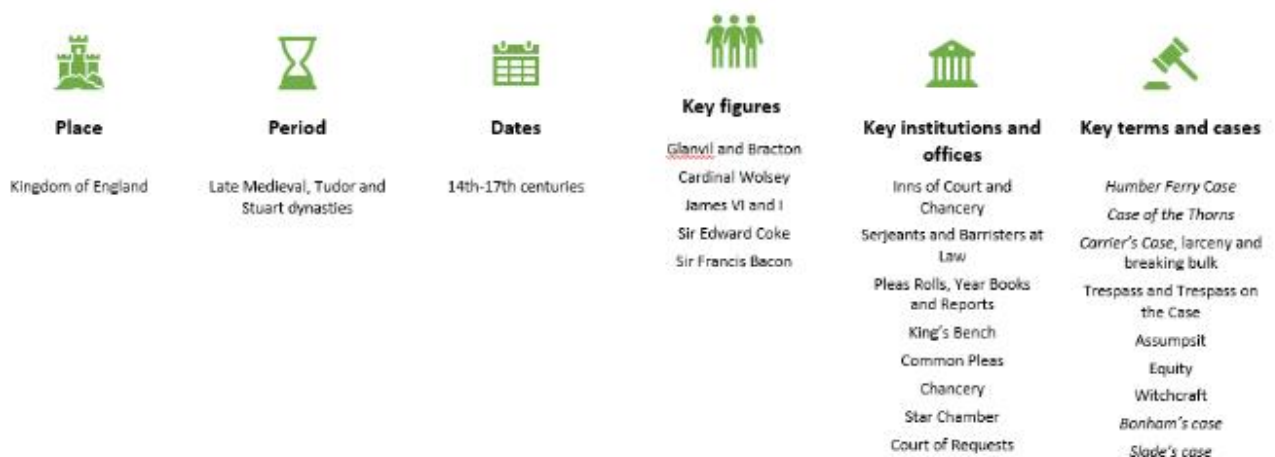 Place
Kingdom of England
Period
Late Medieval, Tudor and
Stuart dynasties
Dates
14th-17th centuries
Key figures
Glanvil and Bracton
Cardinal Wolsey
James VI and I
Sir Edward Coke
Sir Francis Bacon
Key institutions and
offices
Inns of Court and
Chancery
Serjeants and Barristers at
Law
Pleas Rolls, Year Books
and Reports
King's Bench
Common Pleas
Chancery
Star Chamber
Court of Requests
Key terms and cases
Humber Ferry Case
Case of the Thorns
Carrier's Case, larceny and
breaking bulk
Trespass and Trespass on
the Case
Assumpsit
Equity
Witchcraft
Bonham's case
Slade's case